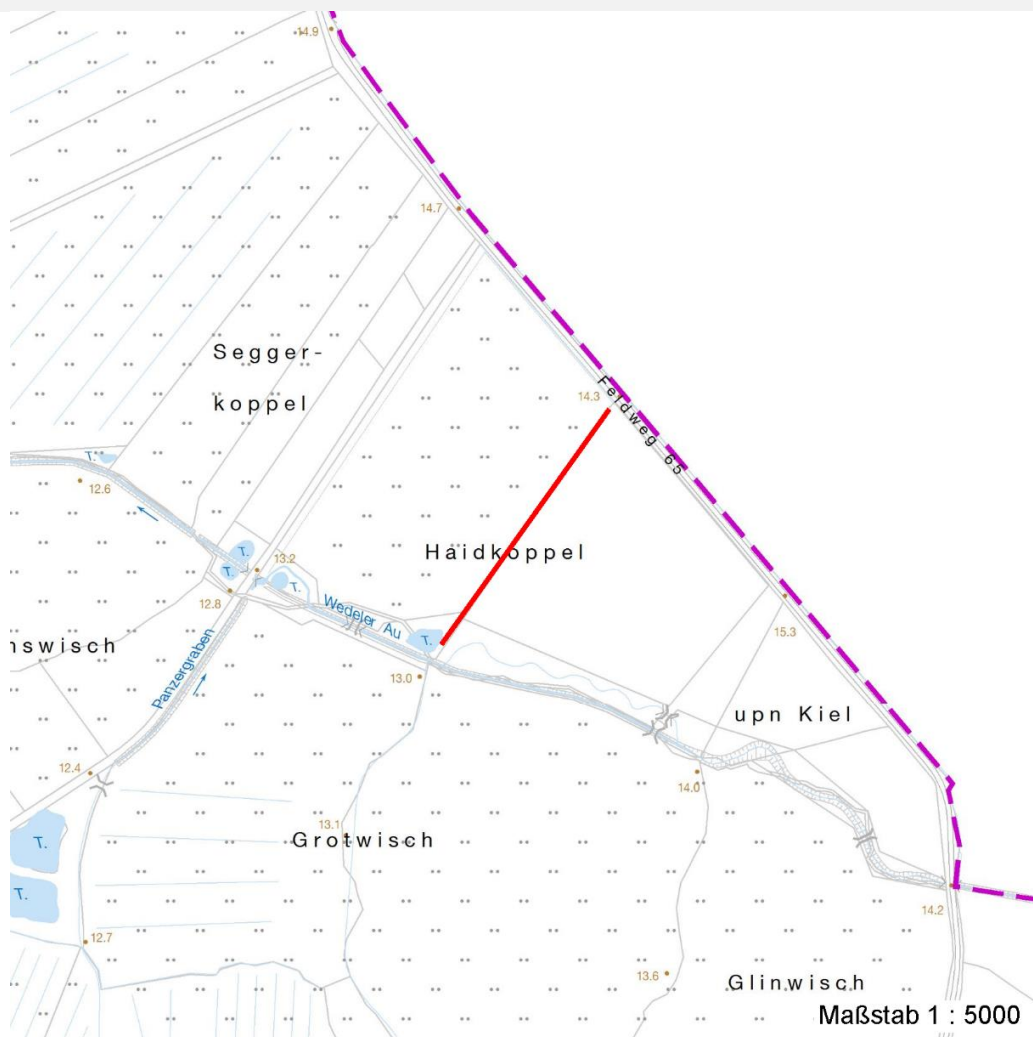 14.9
14.7
Segger-
koppel
14.3
Feldweg 65
T.
12.6
T.
13.2
T.
T.
12.8
Haidkoppel
Wedeler Au
T.
15.3
nswisch
Panzergraben
13.0
upn Kiel
12.4
14.0
13.1
Grotwisch
T.
T.
14.2
12.7
13.6
Glinwisch
Maßstab 1 : 5000